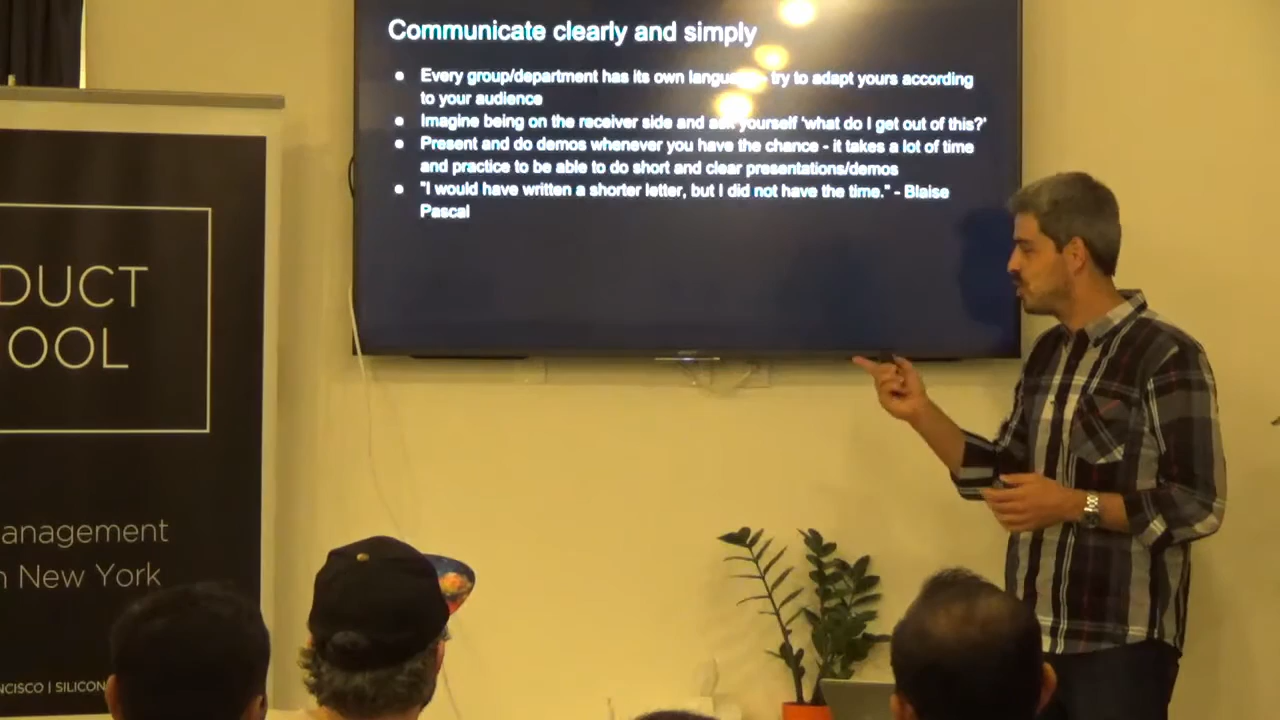 Communicate clearly and simply
● Every group/department has its own language - try to adapt yours according
to your audience
● Imagine being on the receiver side and ask yourself 'what do I get out of this?'
● Present and do demos whenever you have the chance - it takes a lot of time
and practice to be able to do short and clear presentations/demos
● "I would have written a shorter letter, but I did not have the time." - Blaise
Pascal
DUCT
OOL
anagement
n New York
NCISCO | SILICON